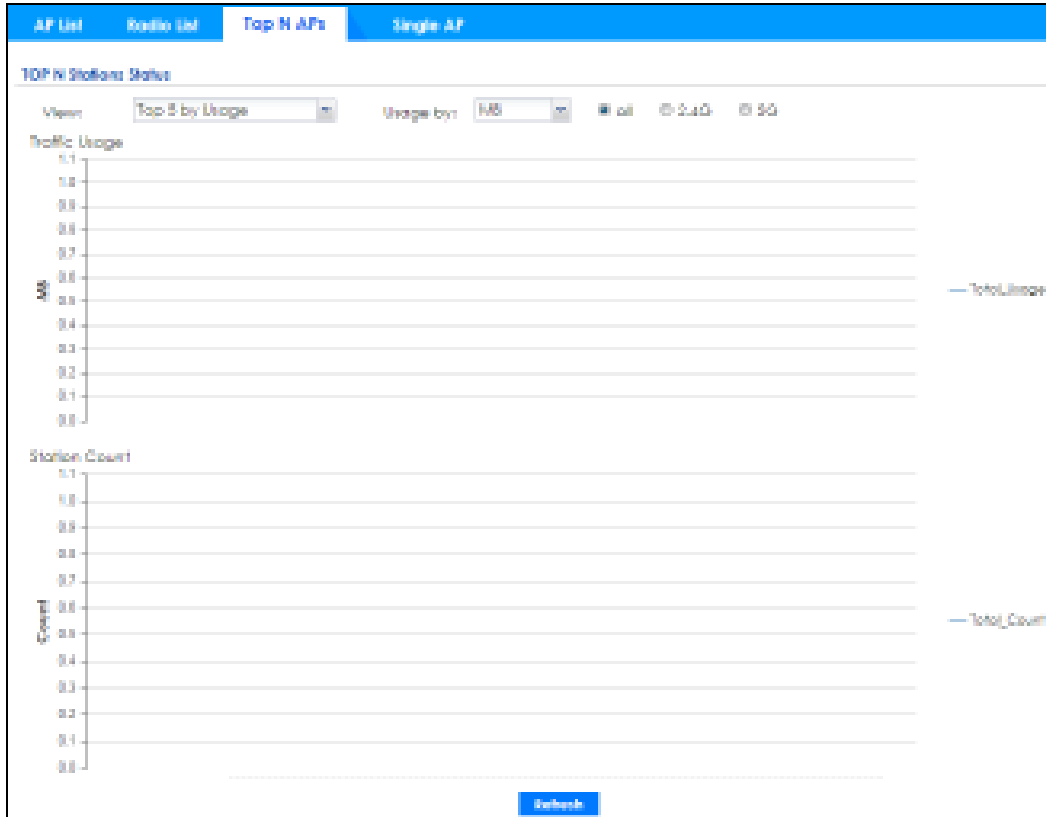 AP List Radio List Top N APs Single AP
TOP N Stations Status
View: Top 5 by Usage Usage by: MB all 2.4G 5G
Traffic Usage
1.1
1.0
0.9
0.8
0.7
0.6
0.5
0.4
0.3
0.2
0.1
0.0
MB
Total_Usage
Station Count
1.1
1.0
0.9
0.8
0.7
0.6
0.5
0.4
0.3
0.2
0.1
0.0
Count
Total_Count
Refresh